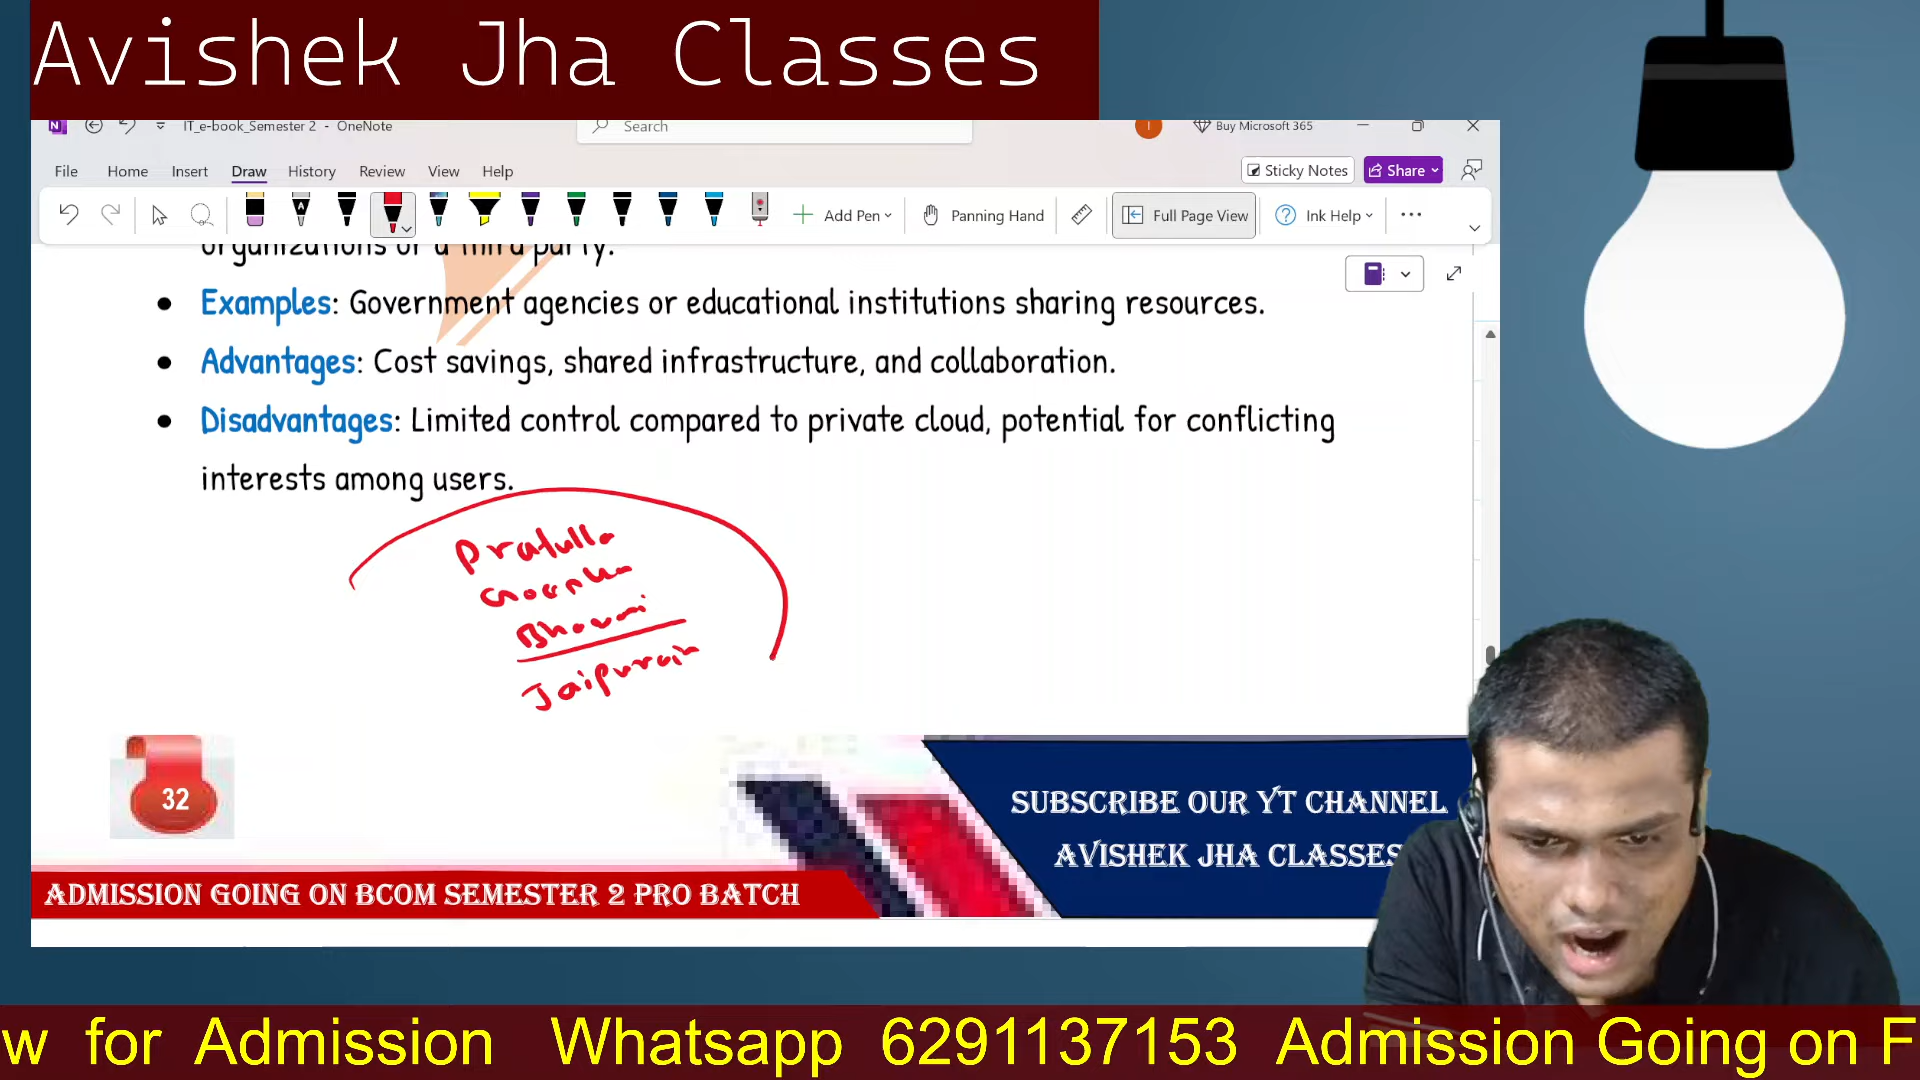 Avishek Jha Classes
IT_e-book_Semester 2 - OneNote
Search
Buy Microsoft 365
File Home Insert Draw History Review View Help
Sticky Notes
Share
Add Pen
Panning Hand
Full Page View
Ink Help
organizations or a third party.
Examples: Government agencies or educational institutions sharing resources.
Advantages: Cost savings, shared infrastructure, and collaboration.
Disadvantages: Limited control compared to private cloud, potential for conflicting
interests among users.
Prafulla
Jaipuria
32
SUBSCRIBE OUR YT CHANNEL
AVISHEK JHA CLASSES
ADMISSION GOING ON BCOM SEMESTER 2 PRO BATCH
w for Admission Whatsapp 6291137153 Admission Going on F